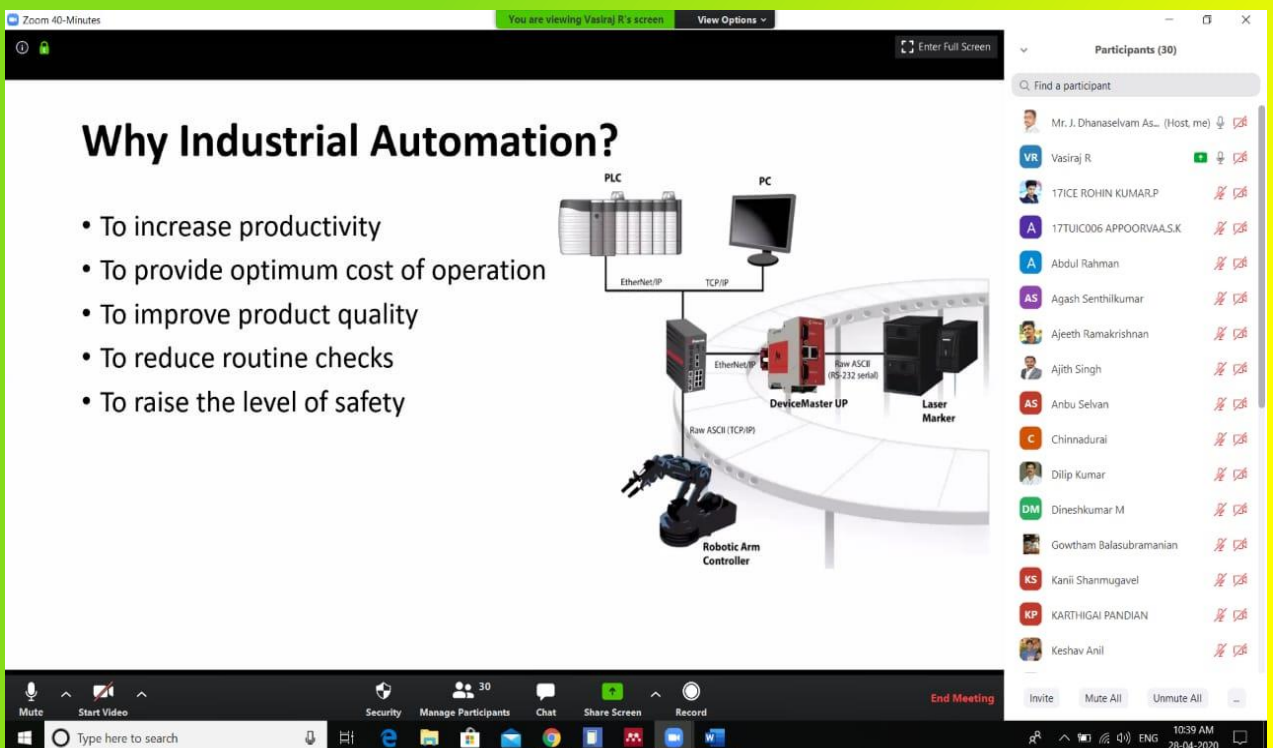 Zoom 40-Minutes
You are viewing Vasiraj R's screen
View Options
Enter Full Screen
Why Industrial Automation?
• To increase productivity
• To provide optimum cost of operation
• To improve product quality
• To reduce routine checks
• To raise the level of safety
PLC
PC
EtherNet/IP
TCP/IP
EtherNet/IP
Raw ASCII
(RS-232 serial)
DeviceMaster UP
Laser
Marker
Raw ASCII (TCP/IP)
Robotic Arm
Controller
Participants (30)
Find a participant
Mr. J. Dhanaselvam As... (Host, me)
VR Vasiraj R
17ICE ROHIN KUMAR.P
A 17TUIC006 APPOORVAA.S.K
A Abdul Rahman
AS Agash Senthilkumar
Ajeeth Ramakrishnan
Ajith Singh
AS Anbu Selvan
C Chinnadurai
Dilip Kumar
DM Dineshkumar M
Gowtham Balasubramanian
KS Kanii Shanmugavel
KP KARTHIGAI PANDIAN
Keshav Anil
Invite Mute All Unmute All ...
Mute
Start Video
Security
Manage Participants
30
Chat
Share Screen
Record
End Meeting
Type here to search
ENG
10:39 AM
28-04-2020